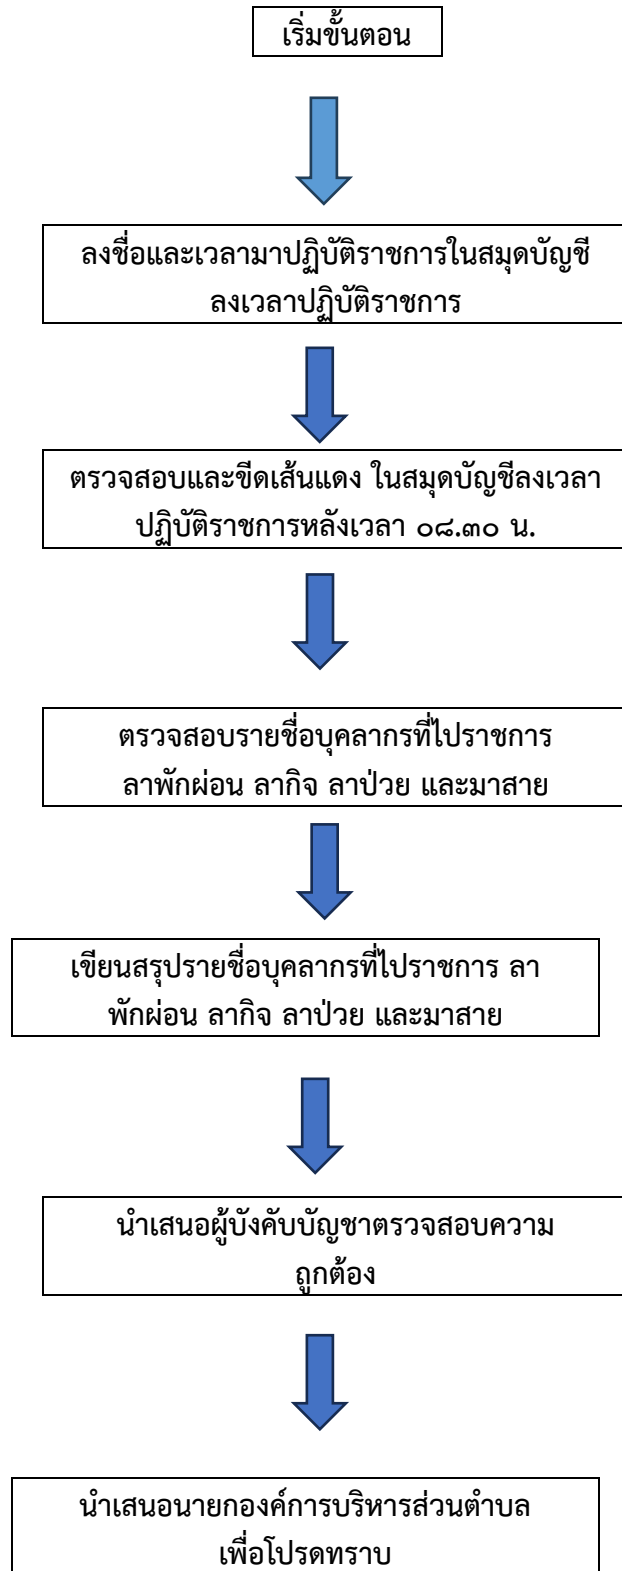 เริ่มขั้นตอน
ลงชื่อและเวลามาปฏิบัติราชการในสมุดบัญชี
ลงเวลาปฏิบัติราชการ
ตรวจสอบและขีดเส้นแดง ในสมุดบัญชีลงเวลา
ปฏิบัติราชการหลังเวลา ๐๘.๓๐ น.
ตรวจสอบรายชื่อบุคลากรที่ไปราชการ
ลาพักผ่อน ลากิจ ลาป่วย และมาสาย
เขียนสรุปรายชื่อบุคลากรที่ไปราชการ ลา
พักผ่อน ลากิจ ลาป่วย และมาสาย
นำเสนอผู้บังคับบัญชาตรวจสอบความ
ถูกต้อง
นำเสนอนายกองค์การบริหารส่วนตำบล
เพื่อโปรดทราบ